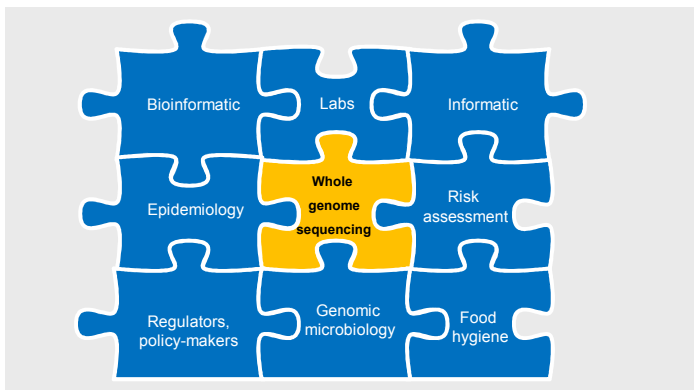 Bioinformatic
Labs
Informatic
Epidemiology
Whole
genome
sequencing
Risk
assessment
Regulators,
policy-makers
Genomic
microbiology
Food
hygiene